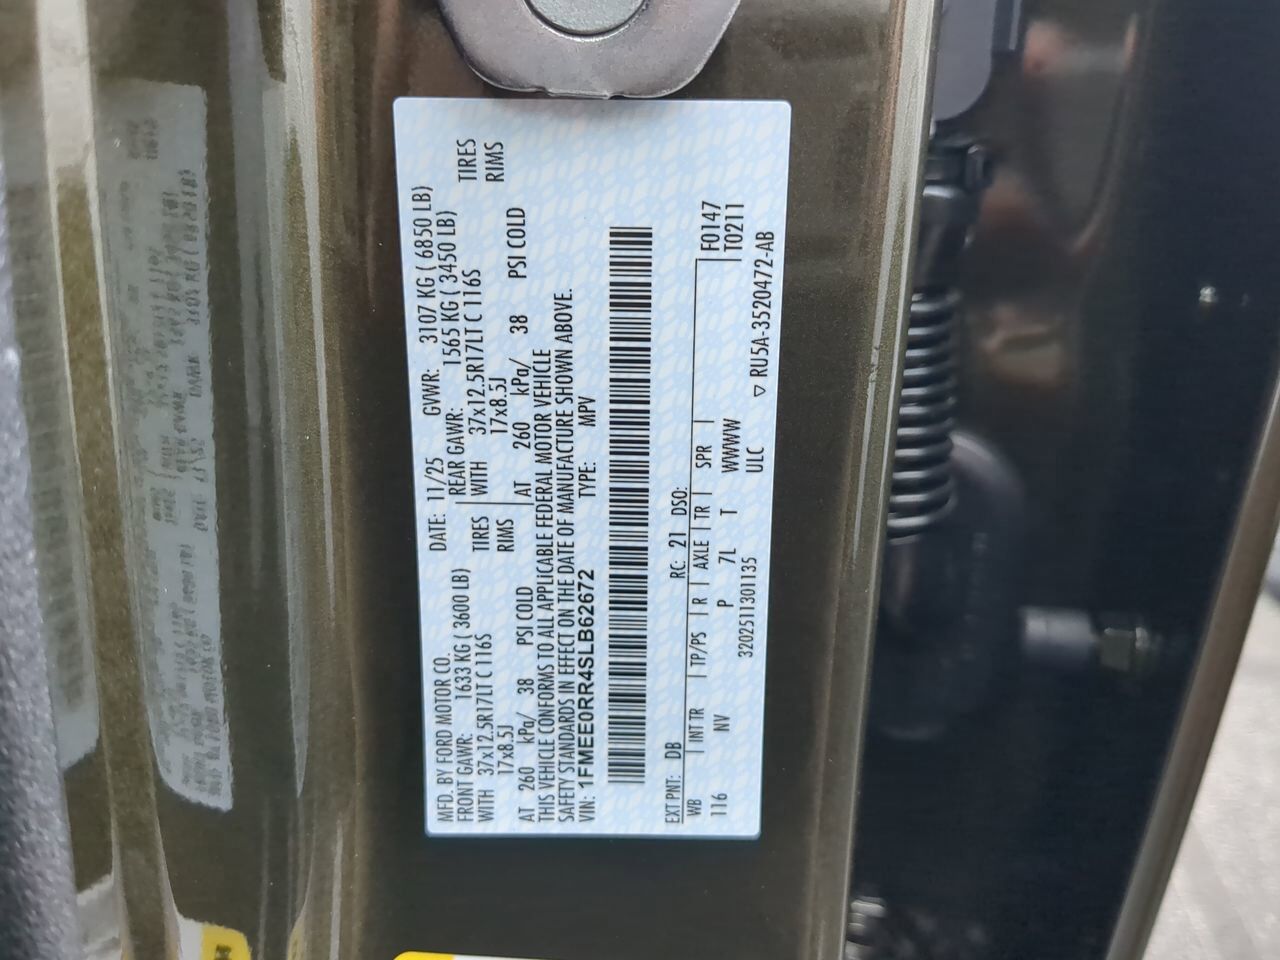 MFD. BY FORD MOTOR CO. DATE: 11/25 GVWR: 3107 KG ( 6850 LB)
FRONT GAWR: 1633 KG ( 3600 LB) REAR GAWR: 1565 KG ( 3450 LB)
WITH 37x12.5R17LT C 116S TIRES WITH 37x12.5R17LT C 116S TIRES
17x8.5J RIMS 17x8.5J RIMS
AT 260 kPa/ 38 PSI COLD AT 260 kPa/ 38 PSI COLD
THIS VEHICLE CONFORMS TO ALL APPLICABLE FEDERAL MOTOR VEHICLE
SAFETY STANDARDS IN EFFECT ON THE DATE OF MANUFACTURE SHOWN ABOVE.
VIN: 1FMEE0RR4SLB62672 TYPE: MPV
EXT PNT: DB RC: 21 DSO: F0147
WB INT TR TP/PS R AXLE TR SPR T0211
116 NV P 7L T WWWW
3202511301135 ULC ▽ RU5A-3520472-AB